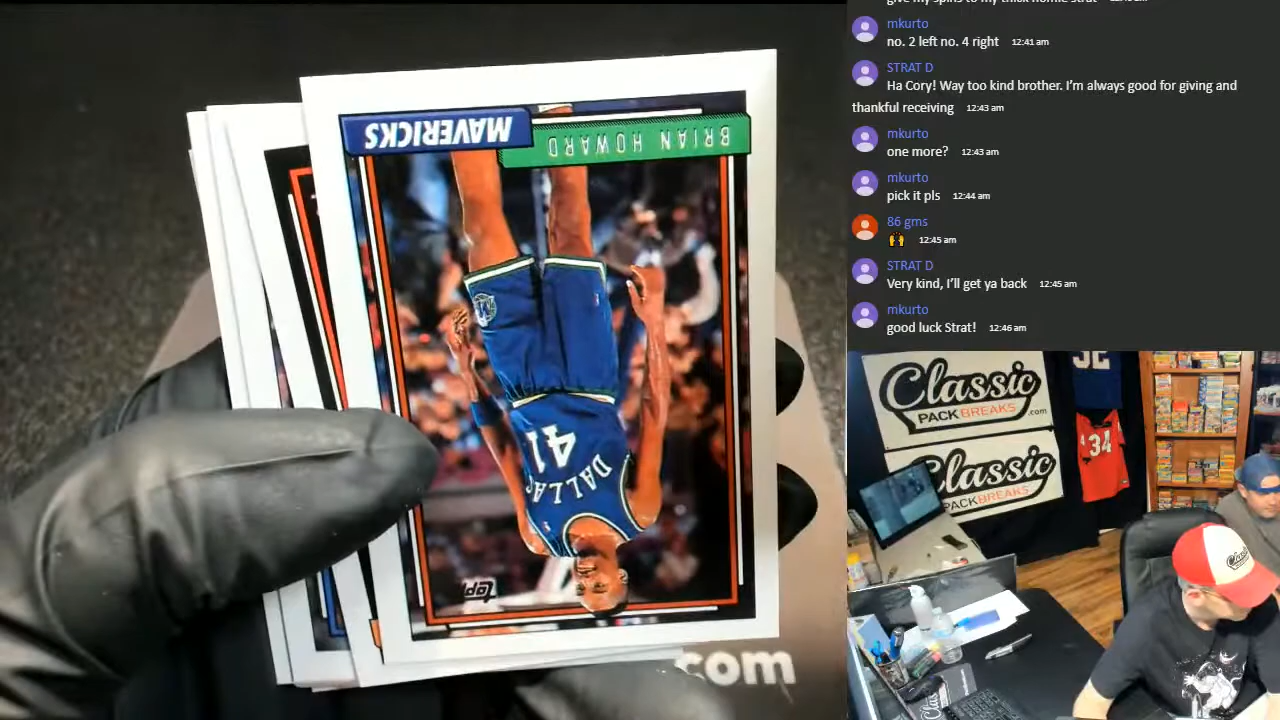 MAVERICKS
BRIAN HOWARD
41
DALLA
TOPP
.com
mkurto
no. 2 left no. 4 right 12:41 am
STRAT D
Ha Cory! Way too kind brother. I'm always good for giving and
thankful receiving 12:43 am
mkurto
one more? 12:43 am
mkurto
pick it pls 12:44 am
86 gms
12:45 am
STRAT D
Very kind, I'll get ya back 12:45 am
mkurto
good luck Strat! 12:46 am
Classic
PACK BREAKS .com
Classic
PACK BREAKS
34
Classic